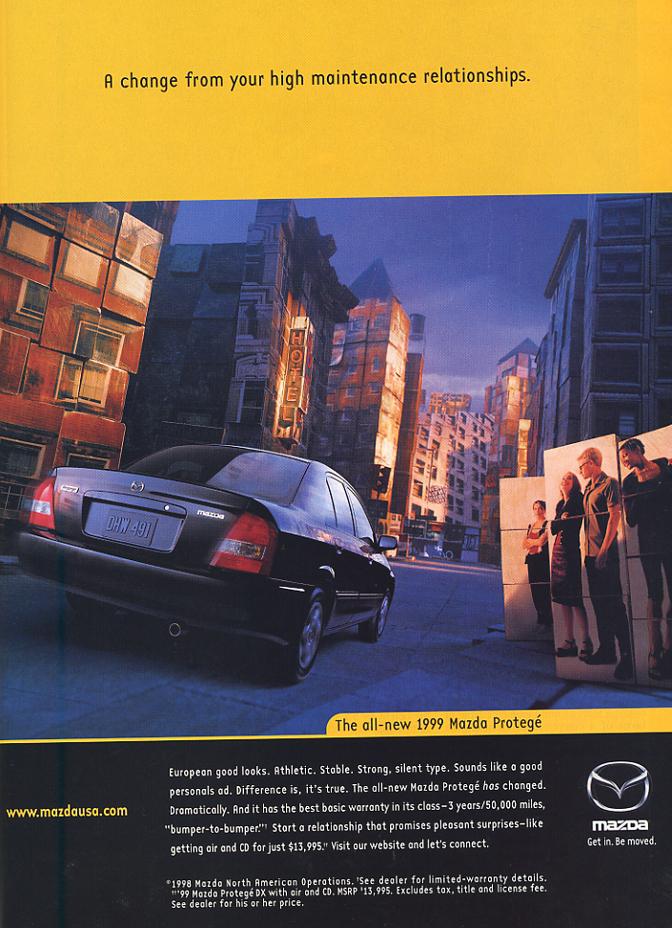 A change from your high maintenance relationships.
HOTEL
DHW 491
mazda
The all-new 1999 Mazda Protegé
European good looks. Athletic. Stable. Strong, silent type. Sounds like a good
personals ad. Difference is, it's true. The all-new Mazda Protegé has changed.
Dramatically. And it has the best basic warranty in its class—3 years/50,000 miles,
"bumper-to-bumper."† Start a relationship that promises pleasant surprises—like
getting air and CD for just $13,995.†† Visit our website and let's connect.
www.mazdausa.com
mazda
Get in. Be moved.
©1998 Mazda North American Operations. †See dealer for limited-warranty details.
††'99 Mazda Protegé DX with air and CD. MSRP $13,995. Excludes tax, title and license fee.
See dealer for his or her price.